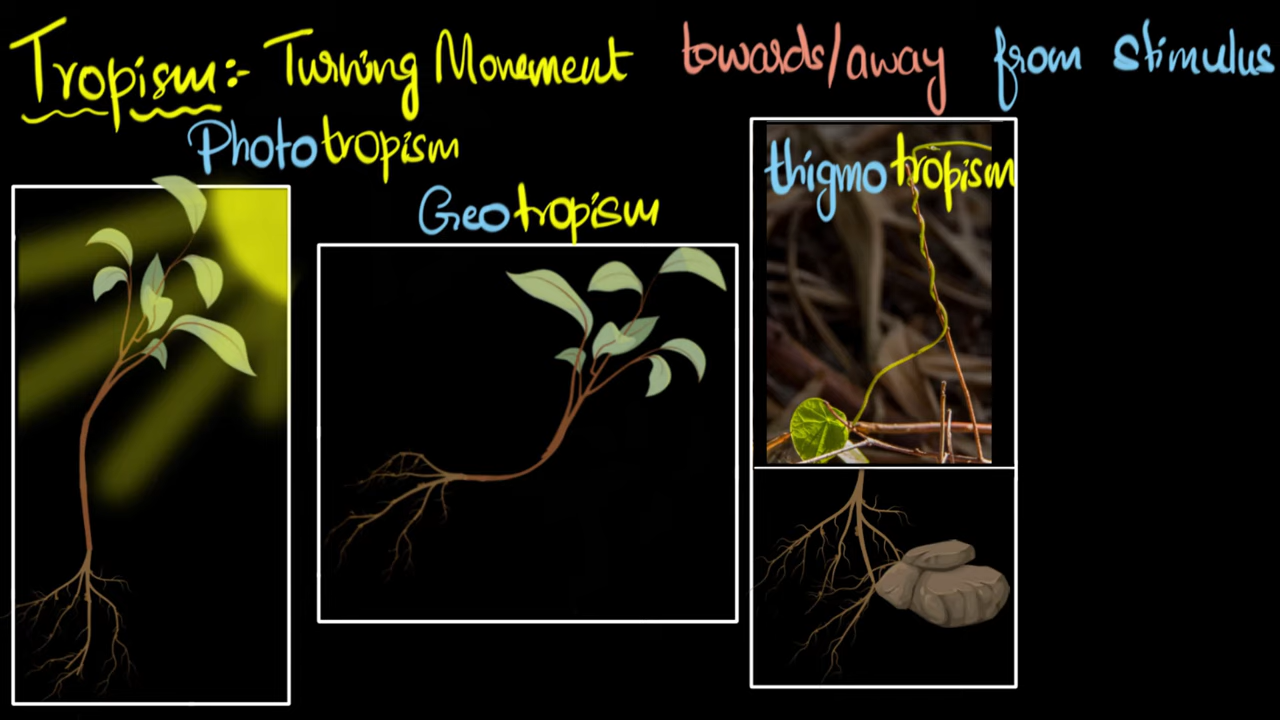 Tropism:- Turning Movement towards/away from Stimulus
Phototropism
Geotropism
thigmotropism